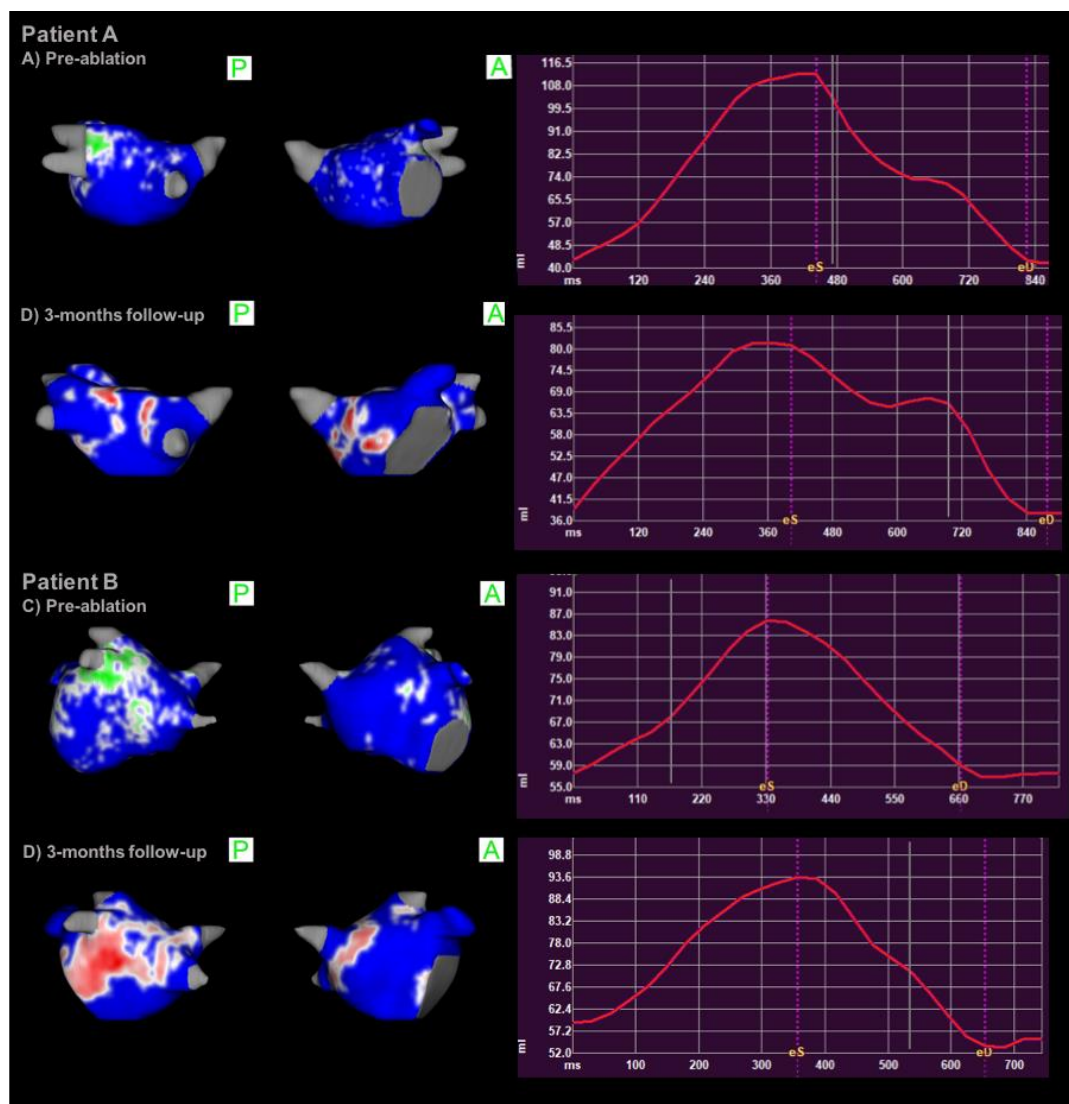 Patient A
A) Pre-ablation
P
A
116.5
108.0
99.5
91.0
82.5
74.0
65.5
57.0
48.5
40.0
ml
eS
eD
ms 120 240 360 480 600 720 840
D) 3-months follow-up
P
A
85.5
80.0
74.5
69.0
63.5
58.0
52.5
47.0
41.5
36.0
ml
eS
eD
ms 120 240 360 480 600 720 840
Patient B
C) Pre-ablation
P
A
91.0
87.0
83.0
79.0
75.0
71.0
67.0
63.0
59.0
55.0
ml
eS
eD
ms 110 220 330 440 550 660 770
D) 3-months follow-up
P
A
98.8
93.6
88.4
83.2
78.0
72.8
67.6
62.4
57.2
52.0
ml
eS
eD
ms 100 200 300 400 500 600 700